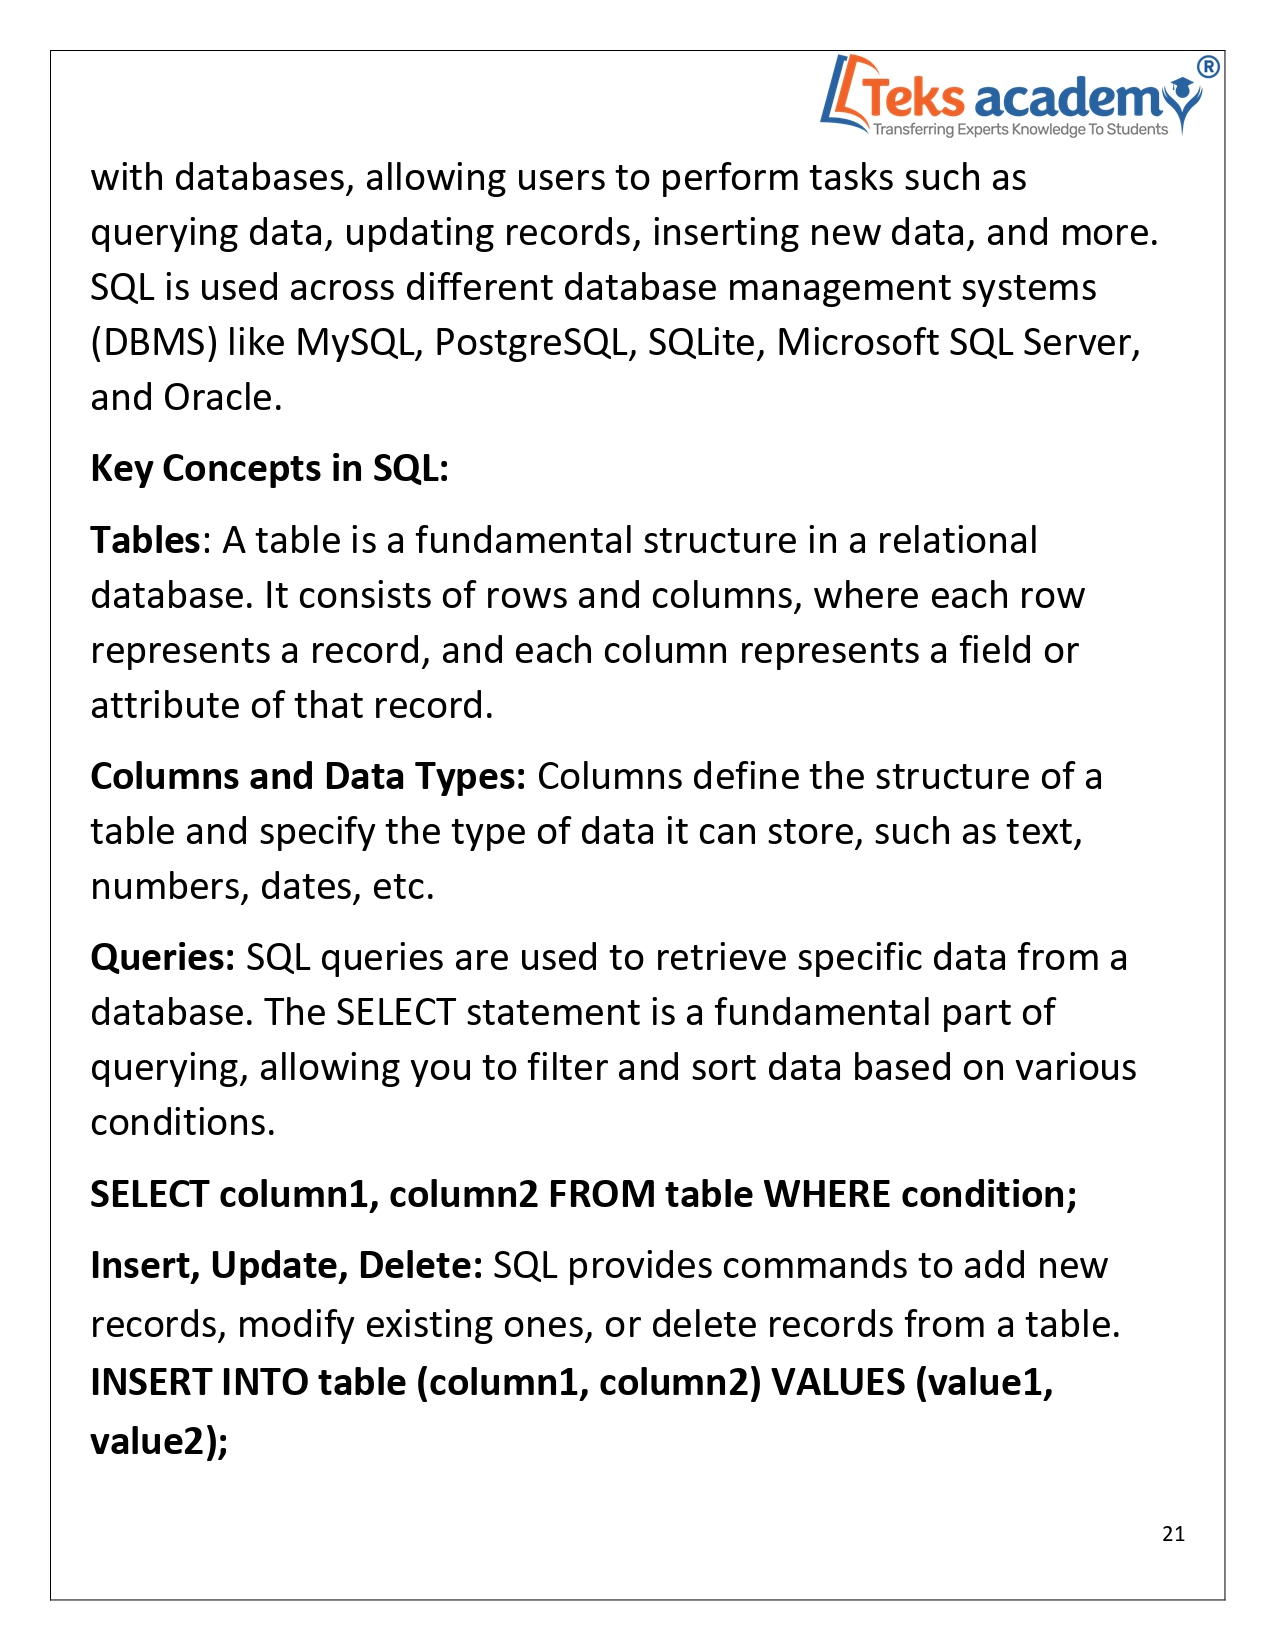 Teks academy®
Transferring Experts Knowledge To Students
with databases, allowing users to perform tasks such as
querying data, updating records, inserting new data, and more.
SQL is used across different database management systems
(DBMS) like MySQL, PostgreSQL, SQLite, Microsoft SQL Server,
and Oracle.
Key Concepts in SQL:
Tables: A table is a fundamental structure in a relational
database. It consists of rows and columns, where each row
represents a record, and each column represents a field or
attribute of that record.
Columns and Data Types: Columns define the structure of a
table and specify the type of data it can store, such as text,
numbers, dates, etc.
Queries: SQL queries are used to retrieve specific data from a
database. The SELECT statement is a fundamental part of
querying, allowing you to filter and sort data based on various
conditions.
SELECT column1, column2 FROM table WHERE condition;
Insert, Update, Delete: SQL provides commands to add new
records, modify existing ones, or delete records from a table.
INSERT INTO table (column1, column2) VALUES (value1,
value2);
21